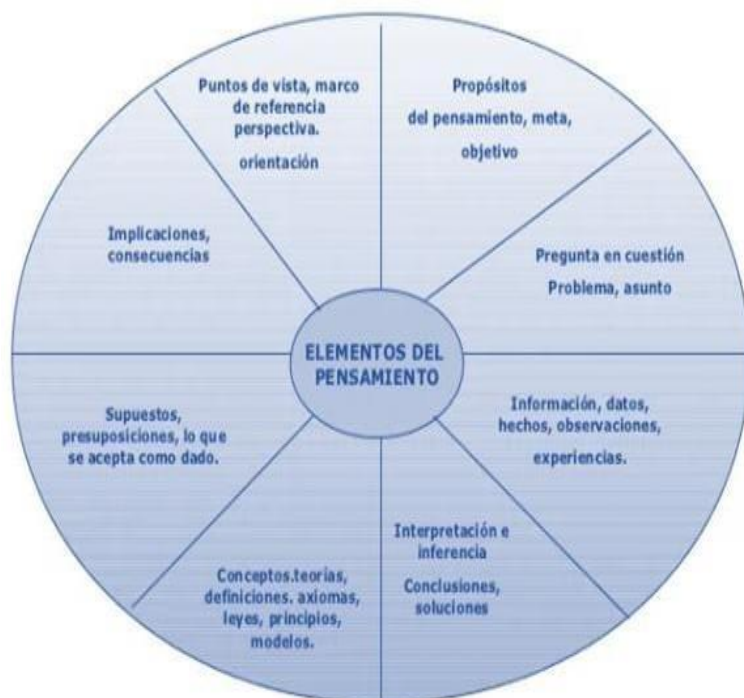 Puntos de vista, marco
de referencia
perspectiva.
orientación
Propósitos
del pensamiento, meta,
objetivo
Implicaciones,
consecuencias
Pregunta en cuestión
Problema, asunto
ELEMENTOS DEL
PENSAMIENTO
Supuestos,
presuposiciones, lo que
se acepta como dado.
Información, datos,
hechos, observaciones,
experiencias.
Conceptos.teorías,
definiciones. axiomas,
leyes, principios,
modelos.
Interpretación e
inferencia
Conclusiones,
soluciones